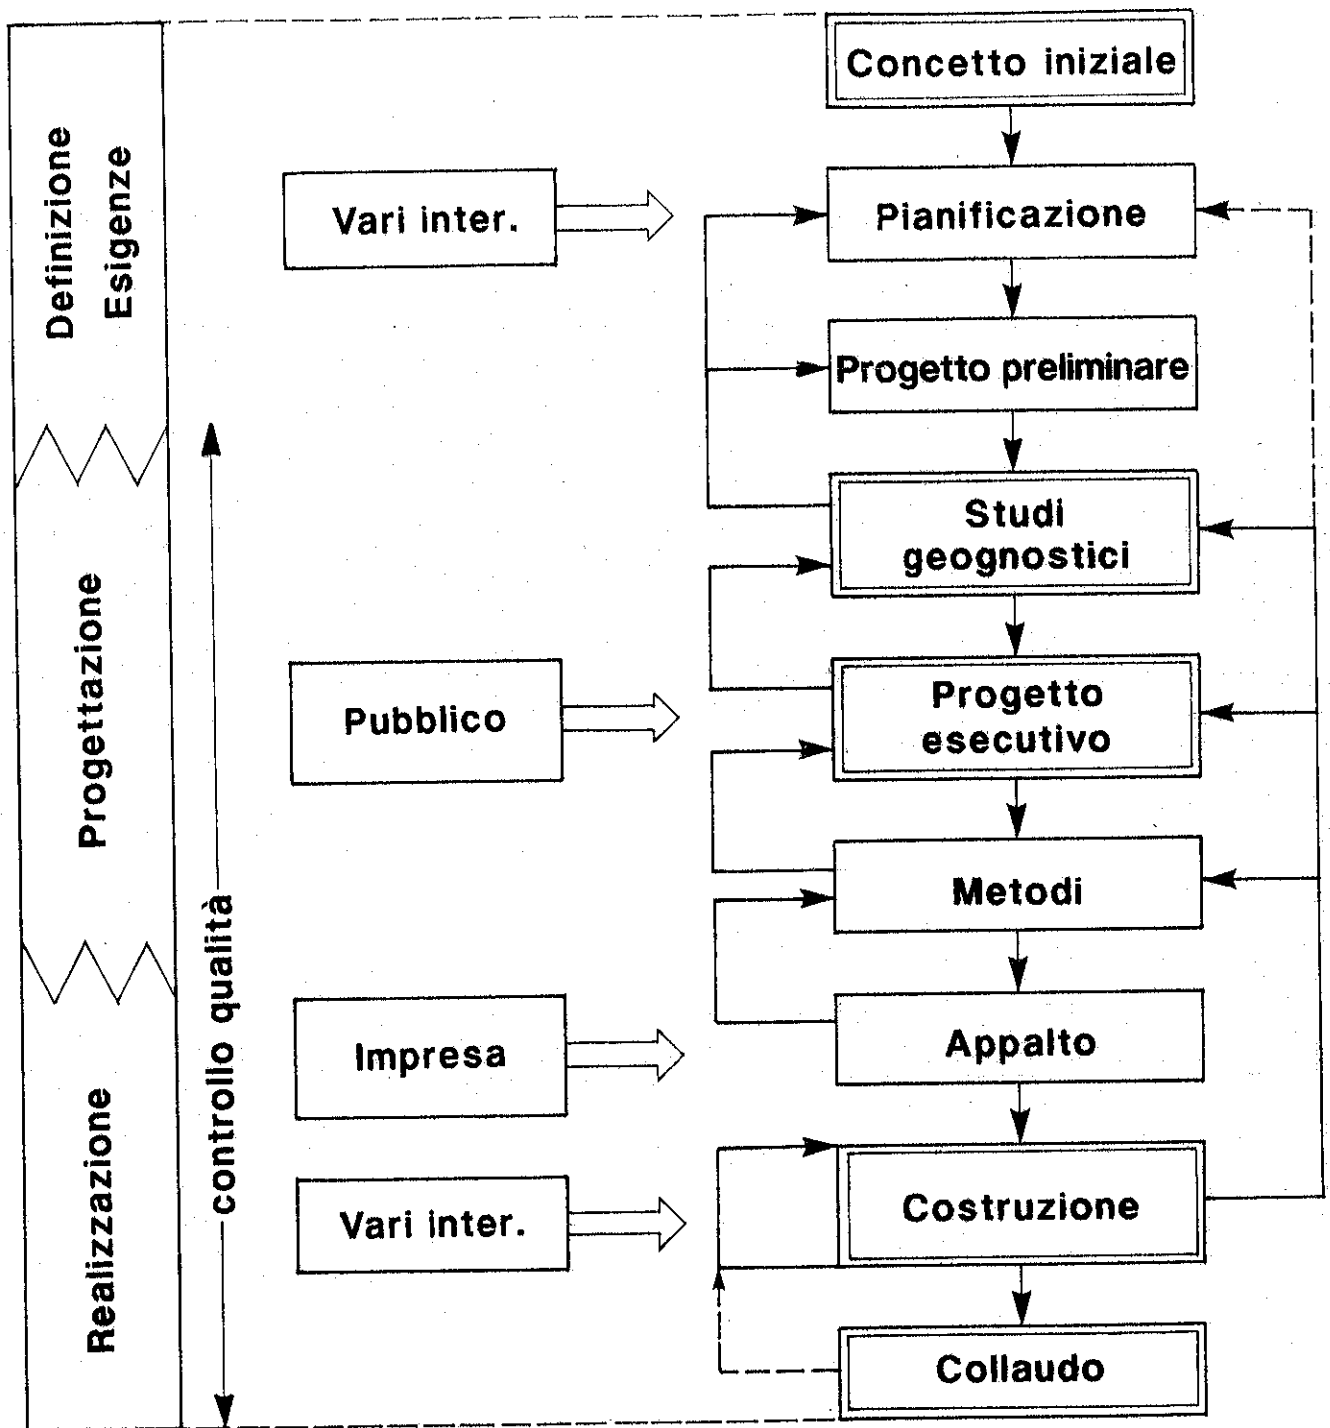 Concetto iniziale
Definizione
Esigenze
Vari inter.
Pianificazione
Progetto preliminare
Studi
geognostici
Progettazione
Pubblico
Progetto
esecutivo
Metodi
controllo qualità
Impresa
Appalto
Realizzazione
Vari inter.
Costruzione
Collaudo